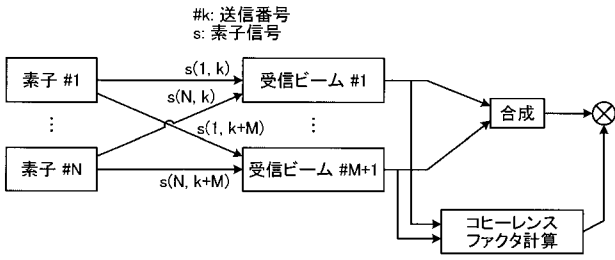 #k: 送信番号
s: 素子信号
素子 #1
s(1, k)
受信ビーム #1
s(N, k)
⋮
s(1, k+M)
⋮
合成
素子 #N
s(N, k+M)
受信ビーム #M+1
コヒーレンス
ファクタ計算